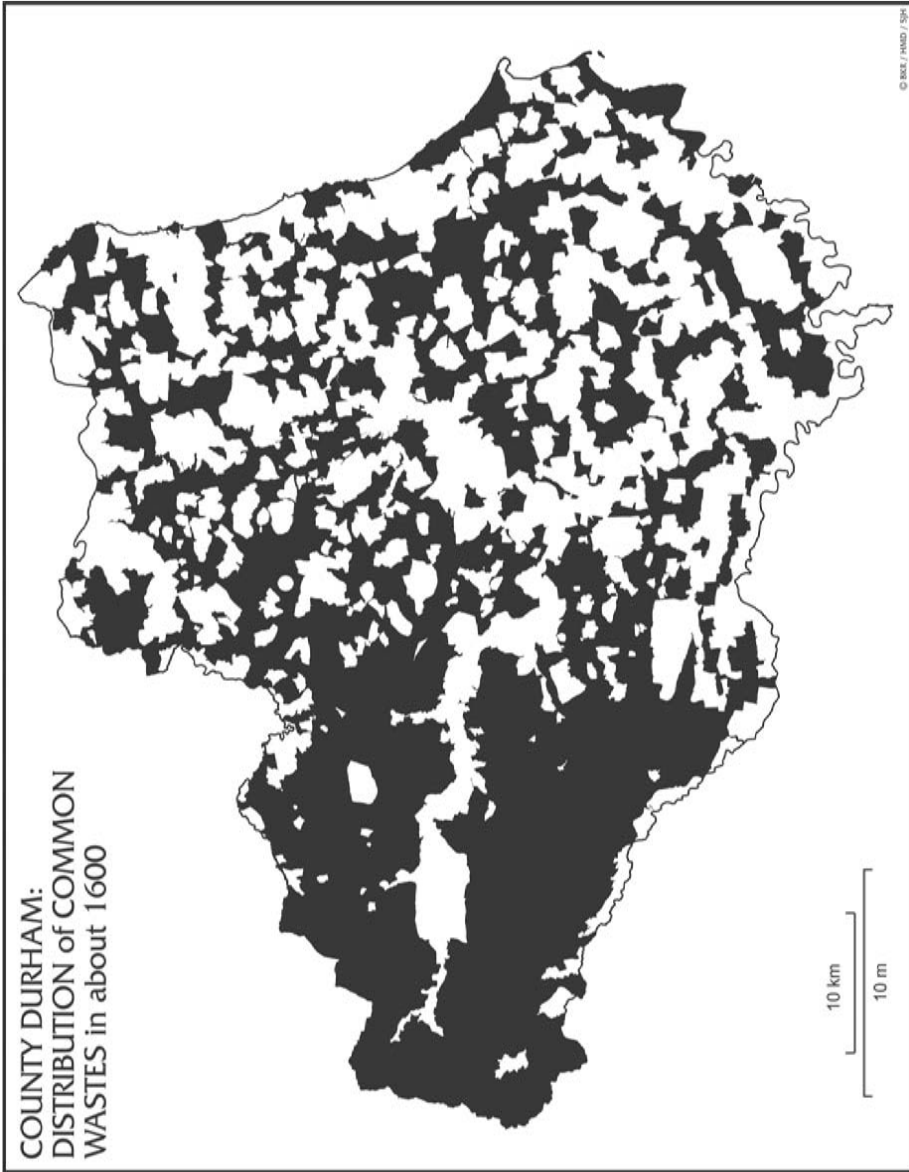 COUNTY DURHAM:
DISTRIBUTION of COMMON
WASTES in about 1600
10 km
10 m
© BKR / HMD / SJH